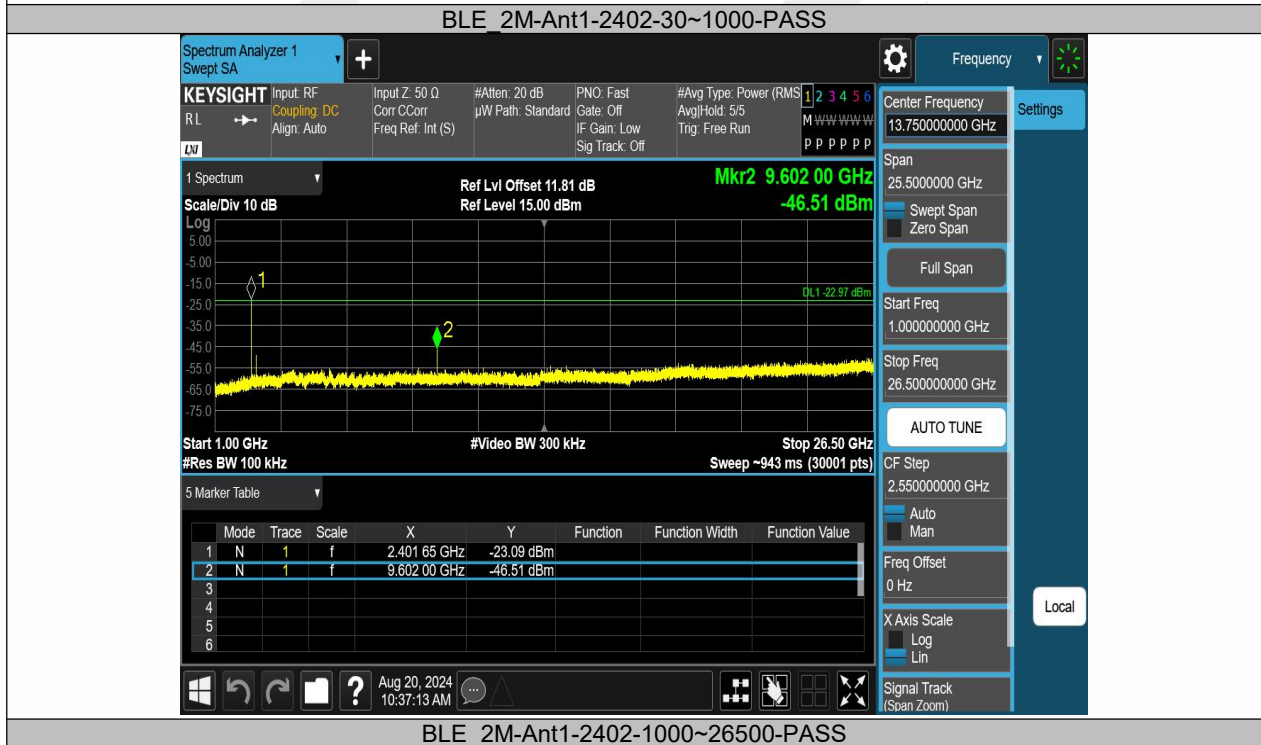 BLE_2M-Ant1-2402-30~1000-PASS
Spectrum Analyzer 1
Swept SA
+
Frequency
KEYSIGHT
RL
LXI
Input: RF
Coupling: DC
Align: Auto
Input Z: 50 Ω
Corr CCorr
Freq Ref: Int (S)
#Atten: 20 dB
µW Path: Standard
PNO: Fast
Gate: Off
IF Gain: Low
Sig Track: Off
#Avg Type: Power (RMS
Avg|Hold: 5/5
Trig: Free Run
1 2 3 4 5 6
M W W W W W
P P P P P P
1 Spectrum
Scale/Div 10 dB
Ref Lvl Offset 11.81 dB
Ref Level 15.00 dBm
Mkr2 9.602 00 GHz
-46.51 dBm
Log
5.00
-5.00
-15.0
-25.0
-35.0
-45.0
-55.0
-65.0
-75.0
1
2
DL1 -22.97 dBm
Start 1.00 GHz
#Res BW 100 kHz
#Video BW 300 kHz
Stop 26.50 GHz
Sweep ~943 ms (30001 pts)
5 Marker Table
Mode Trace Scale X Y Function Function Width Function Value
1 N 1 f 2.401 65 GHz -23.09 dBm
2 N 1 f 9.602 00 GHz -46.51 dBm
3
4
5
6
?
Aug 20, 2024
10:37:13 AM
Center Frequency
13.750000000 GHz
Span
25.5000000 GHz
Swept Span
Zero Span
Full Span
Start Freq
1.000000000 GHz
Stop Freq
26.500000000 GHz
AUTO TUNE
CF Step
2.550000000 GHz
Auto
Man
Freq Offset
0 Hz
X Axis Scale
Log
Lin
Signal Track
(Span Zoom)
Settings
Local
BLE_2M-Ant1-2402-1000~26500-PASS